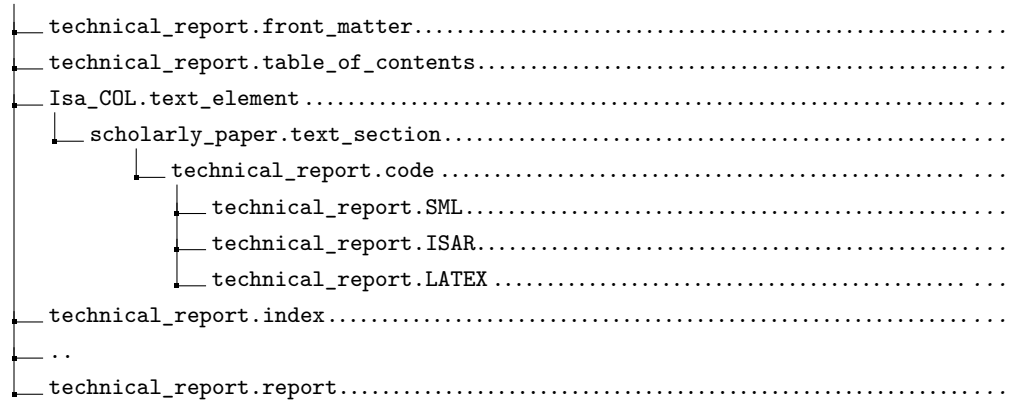 technical_report.front_matter............................................................
technical_report.table_of_contents.......................................................
Isa_COL.text_element.....................................................................
scholarly_paper.text_section.............................................................
technical_report.code....................................................................
technical_report.SML.....................................................................
technical_report.ISAR....................................................................
technical_report.LATEX...................................................................
technical_report.index...................................................................
..
technical_report.report..................................................................